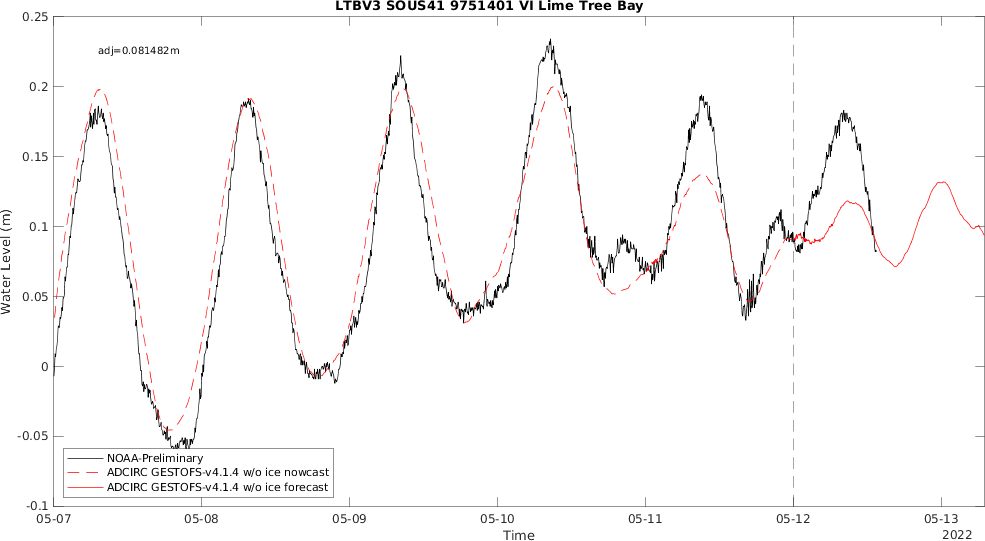 LTBV3 SOUS41 9751401 VI Lime Tree Bay
adj=0.081482m
0.25
0.2
0.15
0.1
0.05
0
-0.05
-0.1
Water Level (m)
NOAA-Preliminary
ADCIRC GESTOFS-v4.1.4 w/o ice nowcast
ADCIRC GESTOFS-v4.1.4 w/o ice forecast
05-07 05-08 05-09 05-10 05-11 05-12 05-13
Time
2022